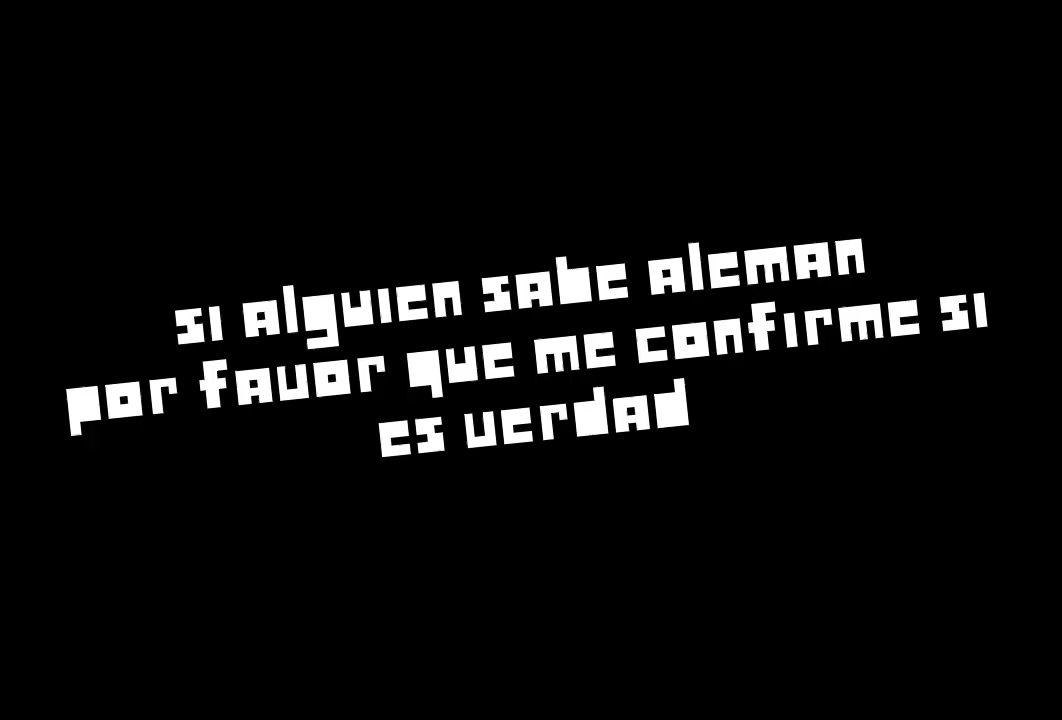 si alguien sabe aleman
por favor que me confirme si
es verdad